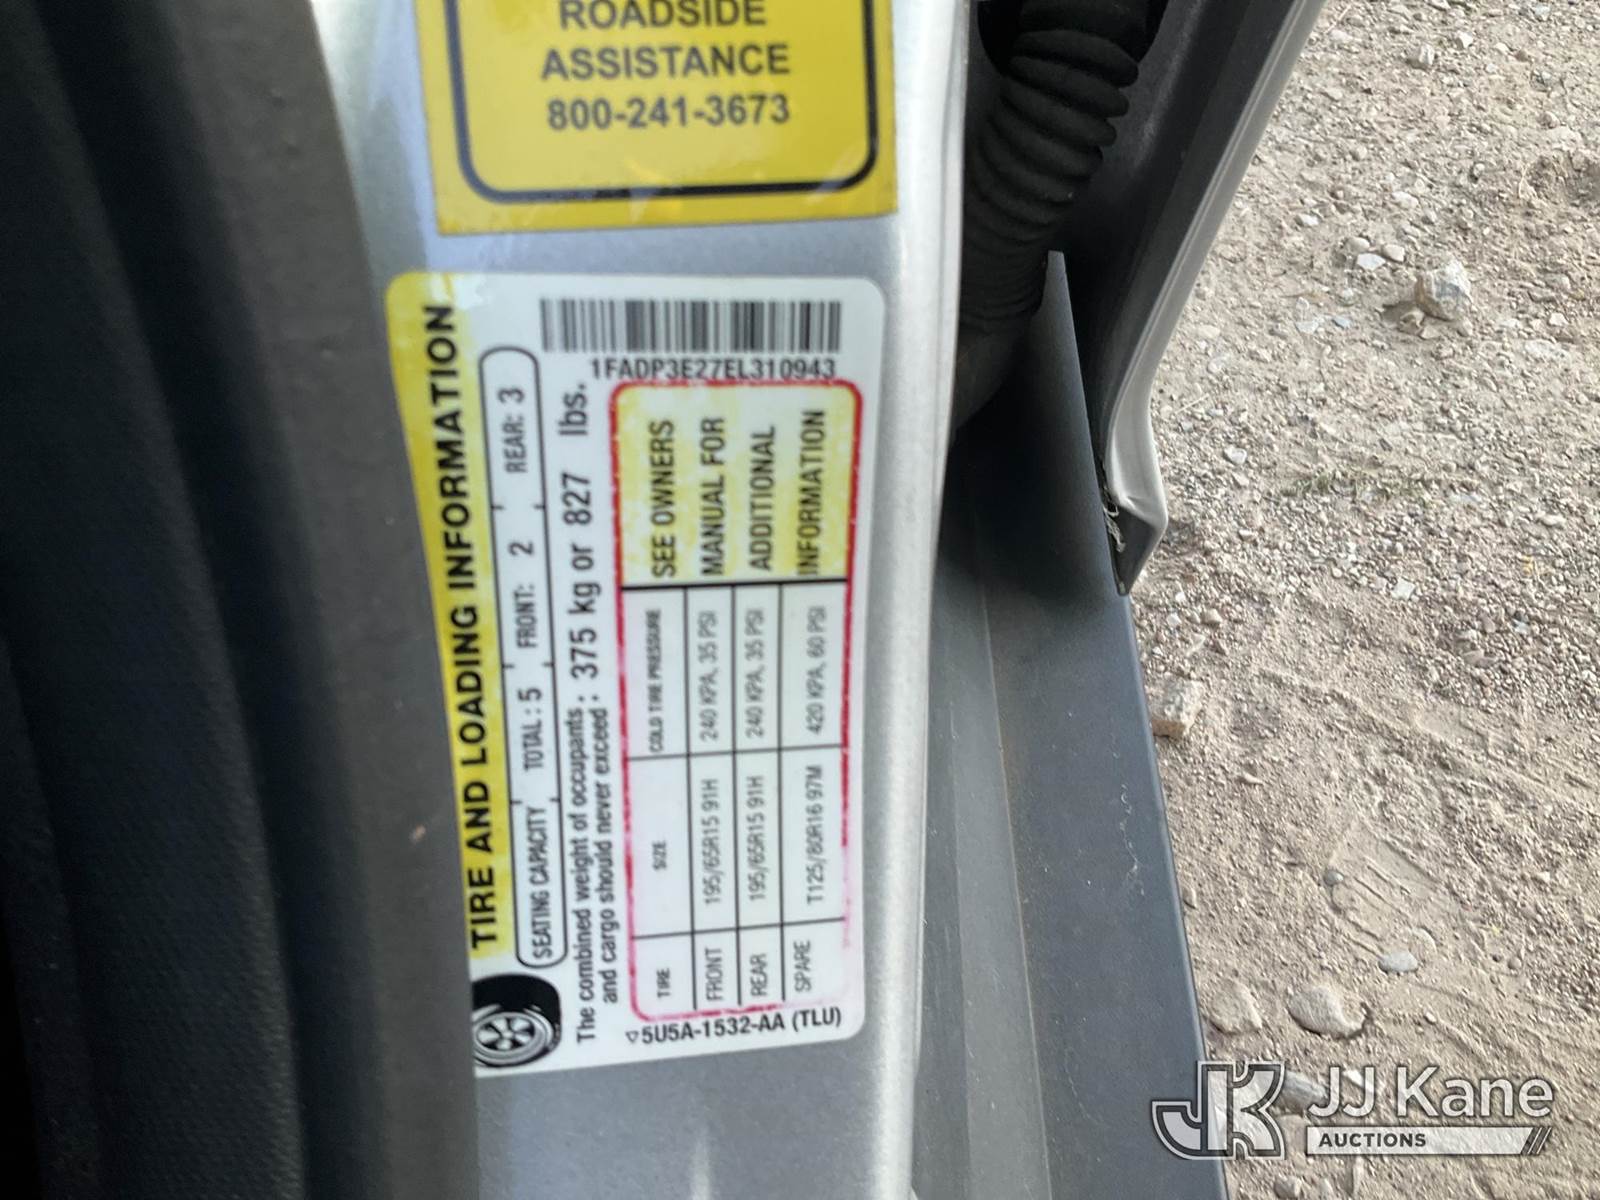 ROADSIDE
ASSISTANCE
800-241-3673
1FADP3E27EL310943
TIRE AND LOADING INFORMATION
SEATING CAPACITY TOTAL : 5 FRONT: 2 REAR: 3
The combined weight of occupants : 375 kg or 827 lbs.
and cargo should never exceed :
TIRE SIZE COLD TIRE PRESSURE SEE OWNERS
FRONT 195/65R15 91H 240 KPA, 35 PSI MANUAL FOR
REAR 195/65R15 91H 240 KPA, 35 PSI ADDITIONAL
SPARE T125/80R16 97M 420 KPA, 60 PSI INFORMATION
▽5U5A-1532-AA (TLU)
JK JJ Kane
AUCTIONS